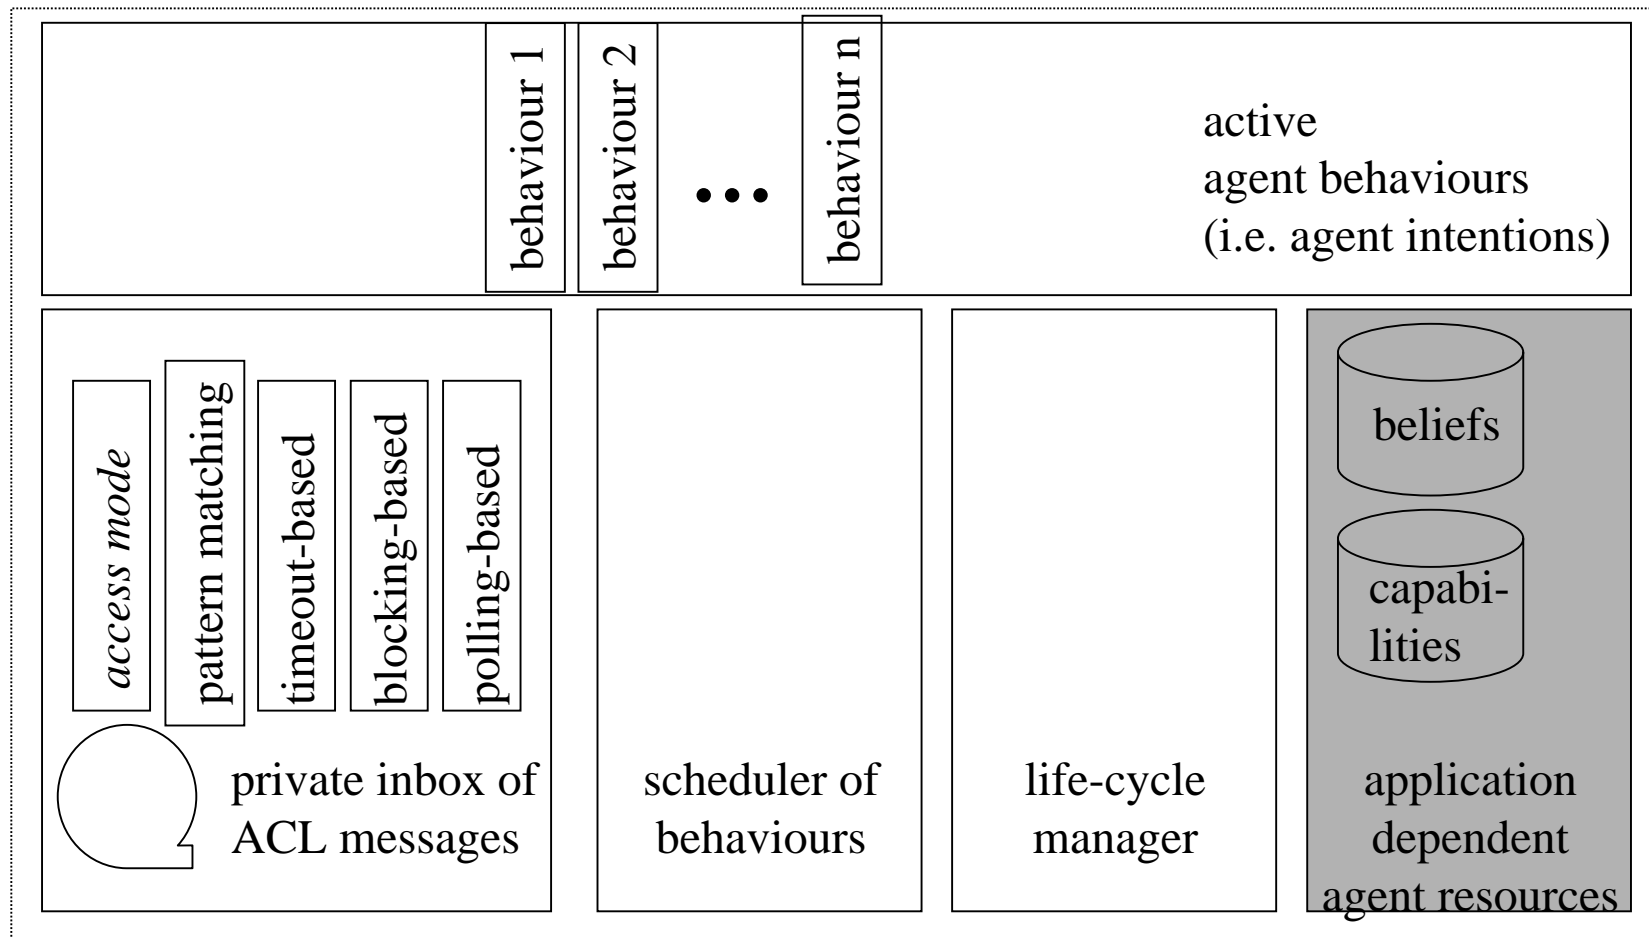 behaviour 1
behaviour 2
...
behaviour n
active
agent behaviours
(i.e. agent intentions)
access mode
pattern matching
timeout-based
blocking-based
polling-based
private inbox of
ACL messages
scheduler of
behaviours
life-cycle
manager
beliefs
capabi-
lities
application
dependent
agent resources